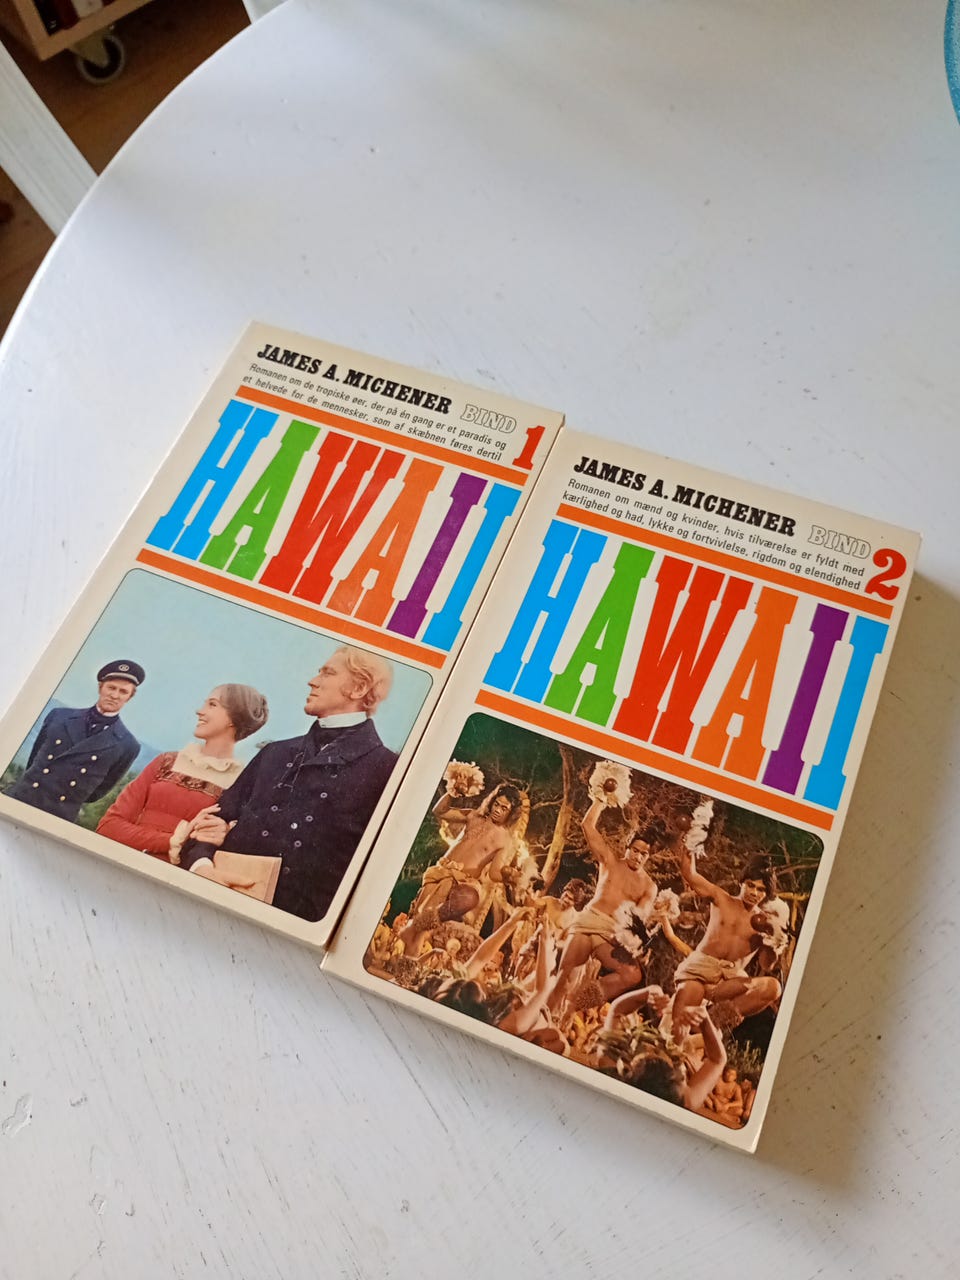 JAMES A. MICHENER
Romanen om de tropiske øer, der på én gang er et paradis og
et helvede for de mennesker, som af skæbnen føres dertil
BIND 1
HAWAII
JAMES A. MICHENER
Romanen om mænd og kvinder, hvis tilværelse er fyldt med
kærlighed og had, lykke og fortvivlelse, rigdom og elendighed
BIND 2
HAWAII